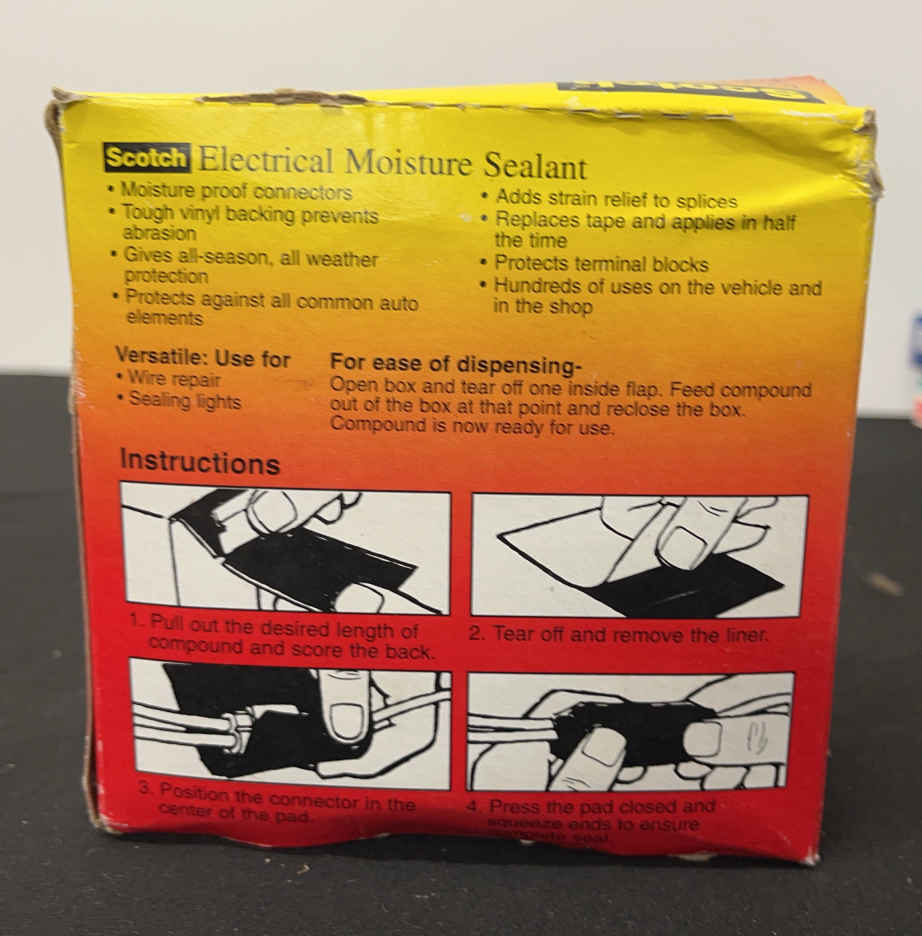 Scotch
Scotch Electrical Moisture Sealant
• Moisture proof connectors
• Tough vinyl backing prevents
abrasion
• Gives all-season, all weather
protection
• Protects against all common auto
elements
• Adds strain relief to splices
• Replaces tape and applies in half
the time
• Protects terminal blocks
• Hundreds of uses on the vehicle and
in the shop
Versatile: Use for
• Wire repair
• Sealing lights
For ease of dispensing-
Open box and tear off one inside flap. Feed compound
out of the box at that point and reclose the box.
Compound is now ready for use.
Instructions
1. Pull out the desired length of
compound and score the back.
2. Tear off and remove the liner.
3. Position the connector in the
center of the pad.
4. Press the pad closed and
squeeze ends to ensure
seal.